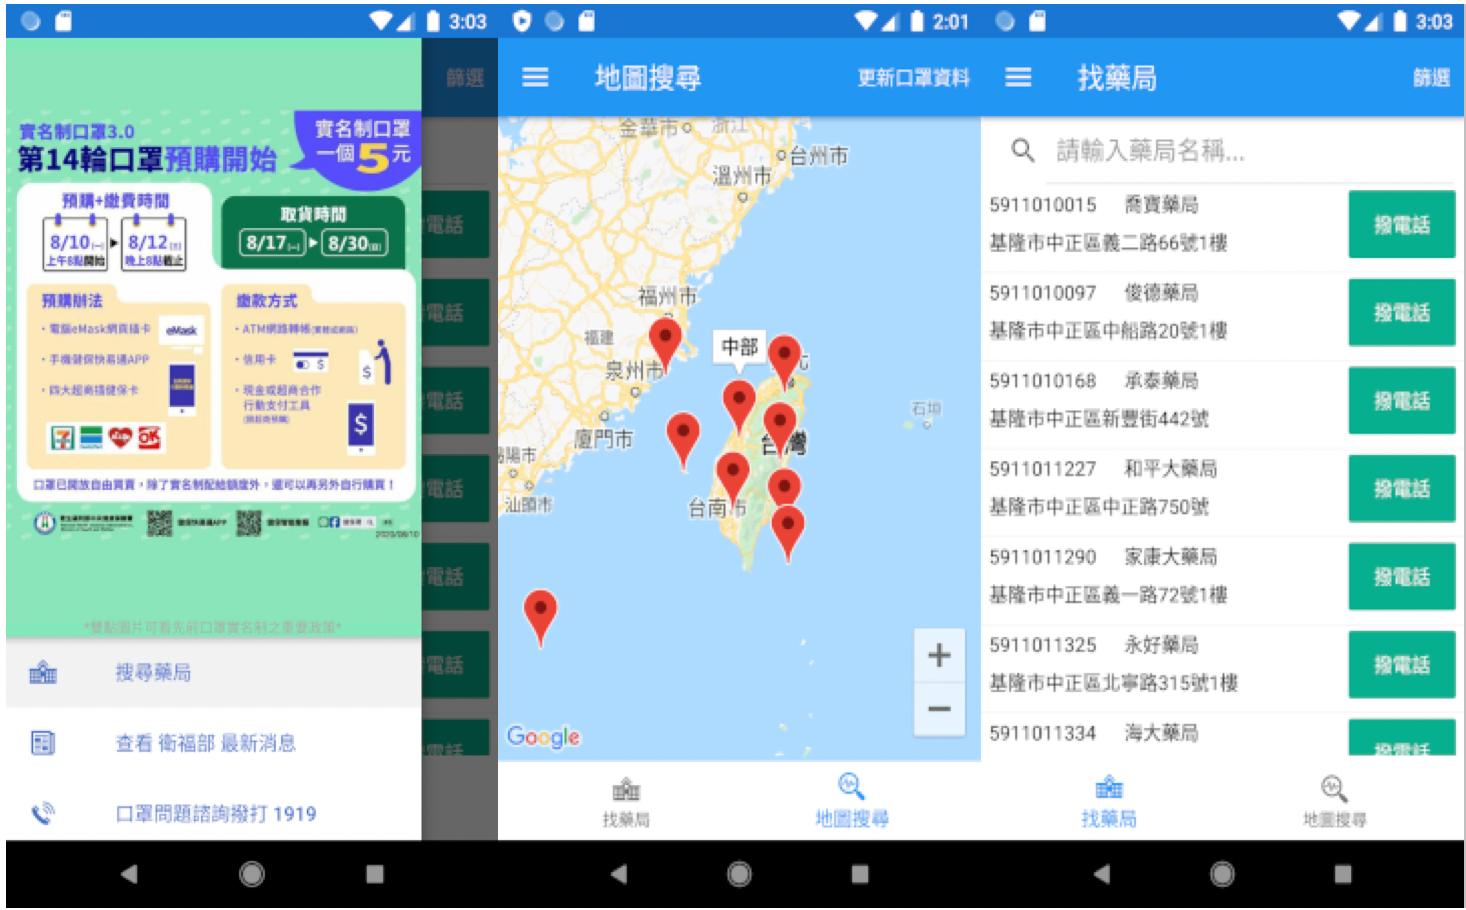 3:03
篩選
實名制口罩3.0
第14輪口罩預購開始
實名制口罩
一個5元
預購+繳費時間
8/10(一)
上午8點開始
8/12(三)
晚上8點截止
取貨時間
8/17(一)
8/30(日)
預購辦法
・電腦eMask網頁插卡
eMask
・手機健保快易通APP
・四大超商插健保卡
繳款方式
・ATM/網路轉帳
・信用卡
・現金或超商合作
行動支付工具
口罩已開放自由買賣，除了實名制配給額度外，還可以再另外自行購買！
健保快易通APP
2020/08/10
*雙點圖片可看先前口罩實名制之重要政策*
搜尋藥局
查看 衛福部 最新消息
口罩問題諮詢撥打 1919
電話
電話
電話
電話
電話
電話
電話
2:01
地圖搜尋
更新口罩資料
金華市
浙江
台州市
溫州市
福州市
福建
泉州市
廈門市
汕頭市
中部
台灣
台南市
石垣
+
−
Google
找藥局
地圖搜尋
3:03
找藥局
篩選
請輸入藥局名稱...
5911010015 喬寶藥局
基隆市中正區義二路66號1樓
撥電話
5911010097 俊德藥局
基隆市中正區中船路20號1樓
撥電話
5911010168 承泰藥局
基隆市中正區新豐街442號
撥電話
5911011227 和平大藥局
基隆市中正區中正路750號
撥電話
5911011290 家康大藥局
基隆市中正區義一路72號1樓
撥電話
5911011325 永好藥局
基隆市中正區北寧路315號1樓
撥電話
5911011334 海大藥局
撥電話
找藥局
地圖搜尋